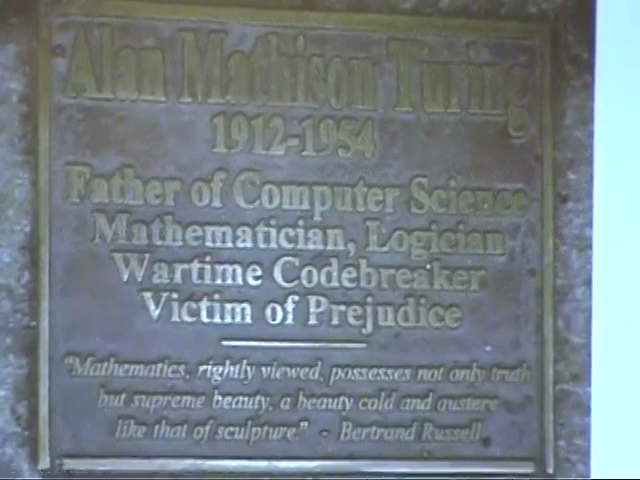 Alan Mathison Turing
1912-1954
Father of Computer Science
Mathematician, Logician
Wartime Codebreaker
Victim of Prejudice
"Mathematics, rightly viewed, possesses not only truth
but supreme beauty, a beauty cold and austere
like that of sculpture." - Bertrand Russell